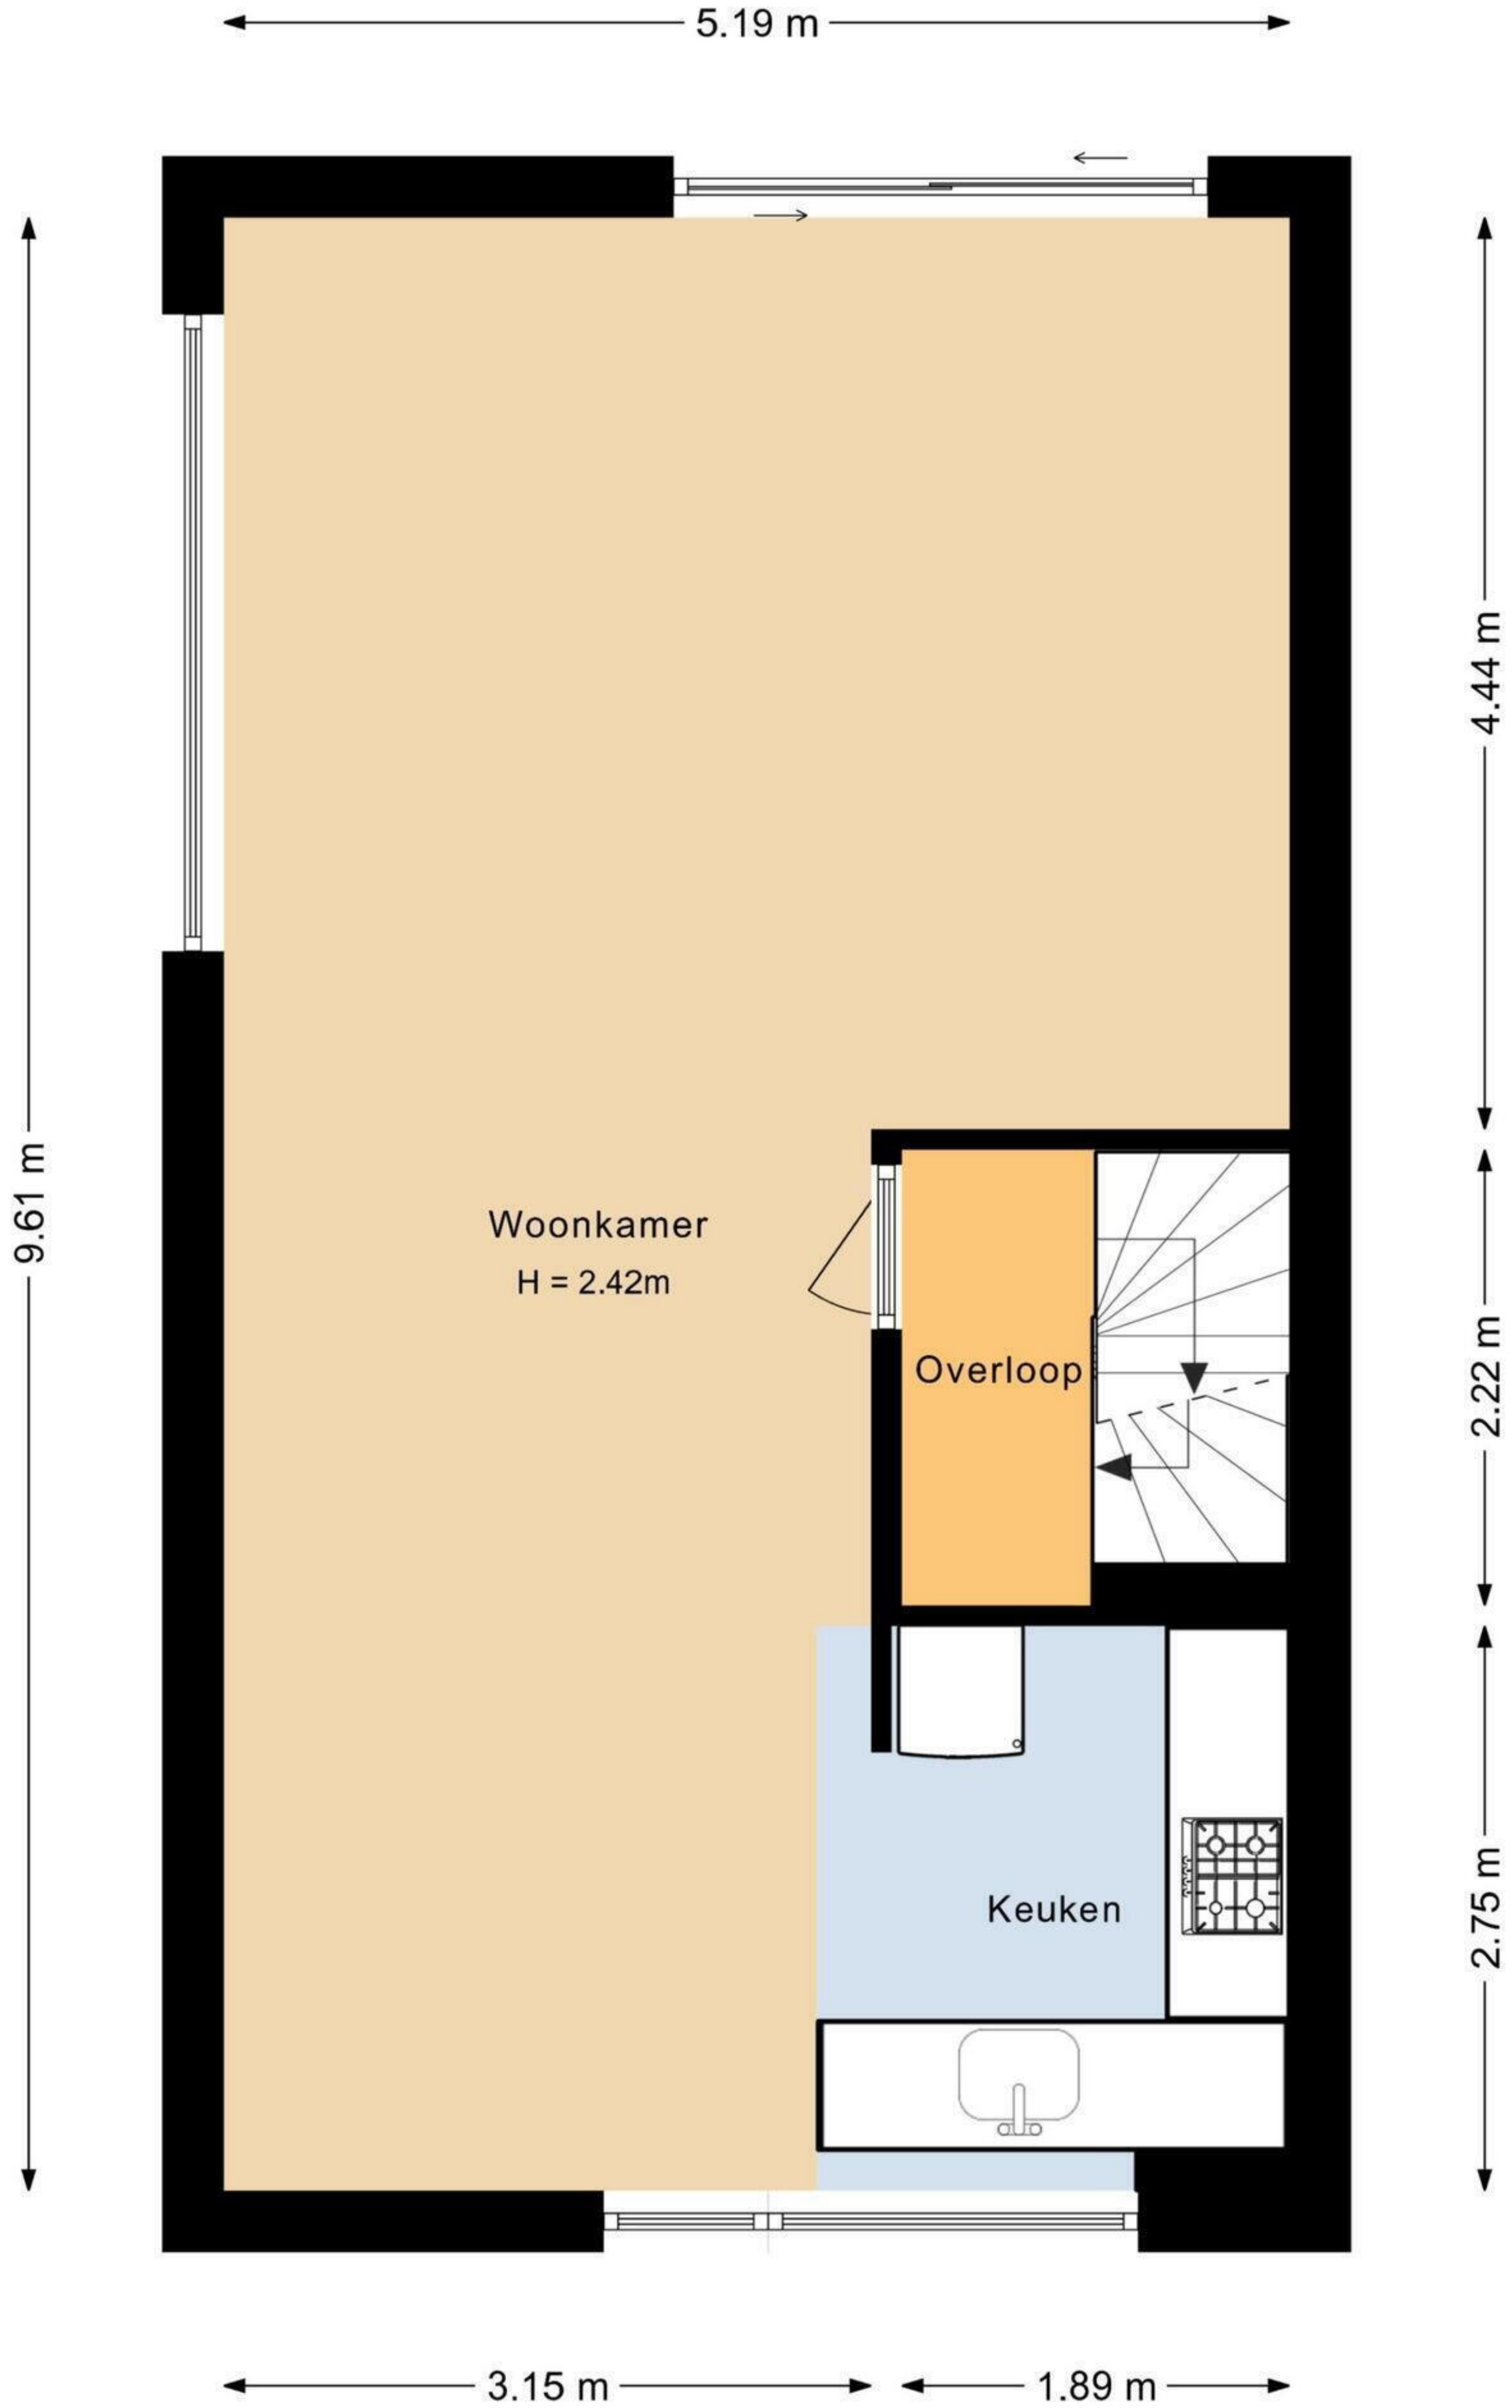 5.19 m
4.44 m
9.61 m
Woonkamer
H = 2.42m
Overloop
2.22 m
Keuken
2.75 m
3.15 m
1.89 m